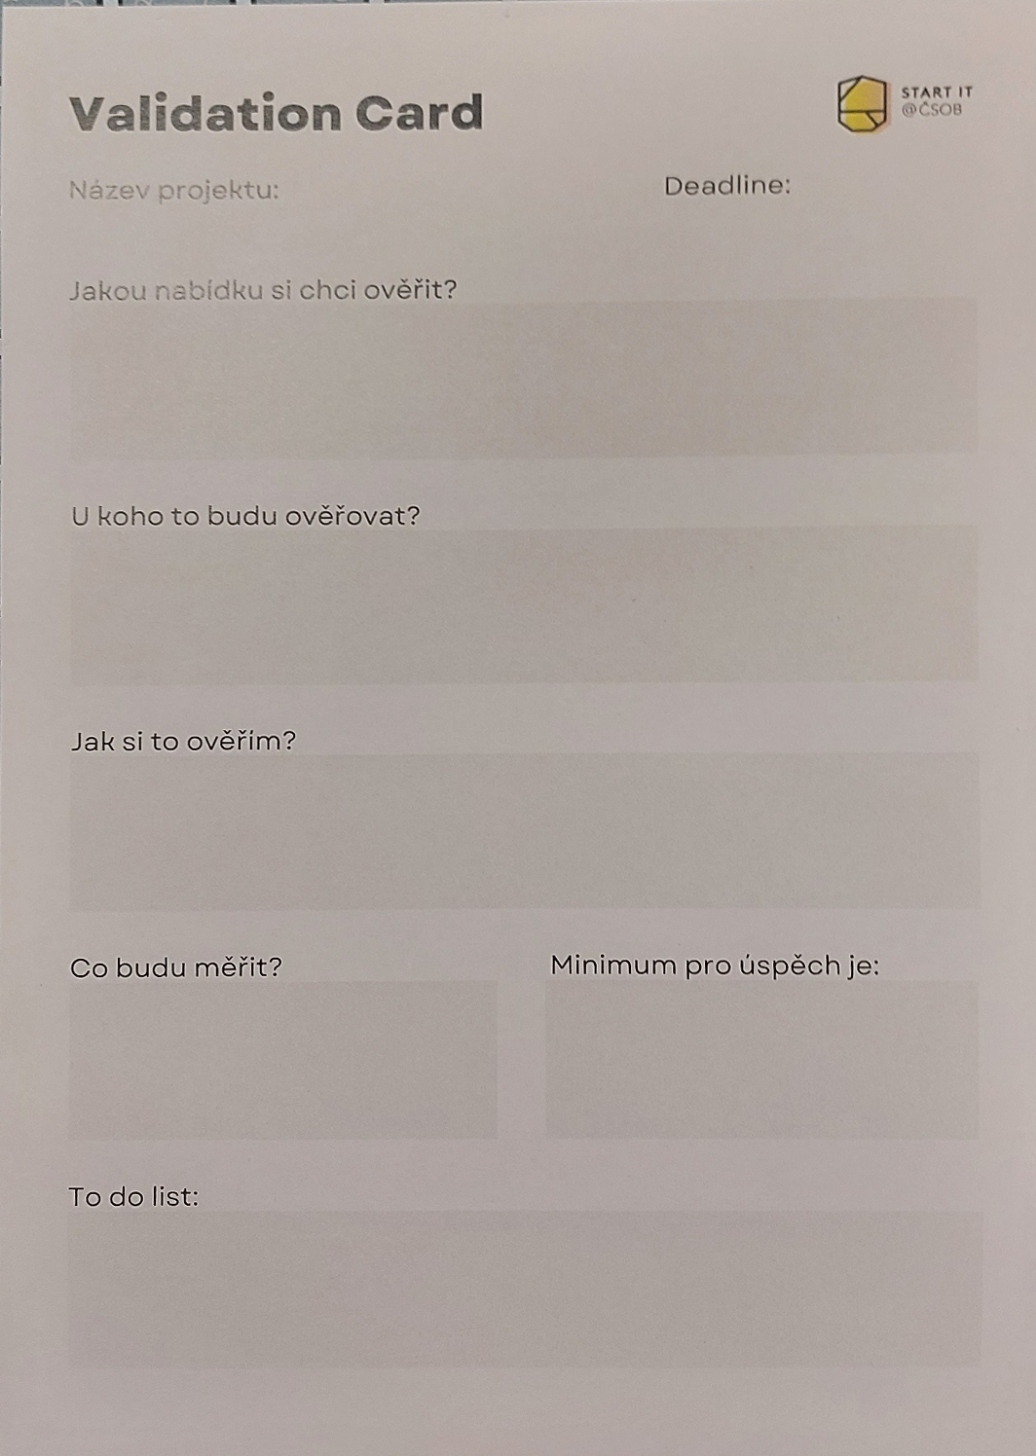 Validation Card
START IT
@ČSOB
Název projektu:
Deadline:
Jakou nabídku si chci ověřit?
U koho to budu ověřovat?
Jak si to ověřím?
Co budu měřit?
Minimum pro úspěch je:
To do list: